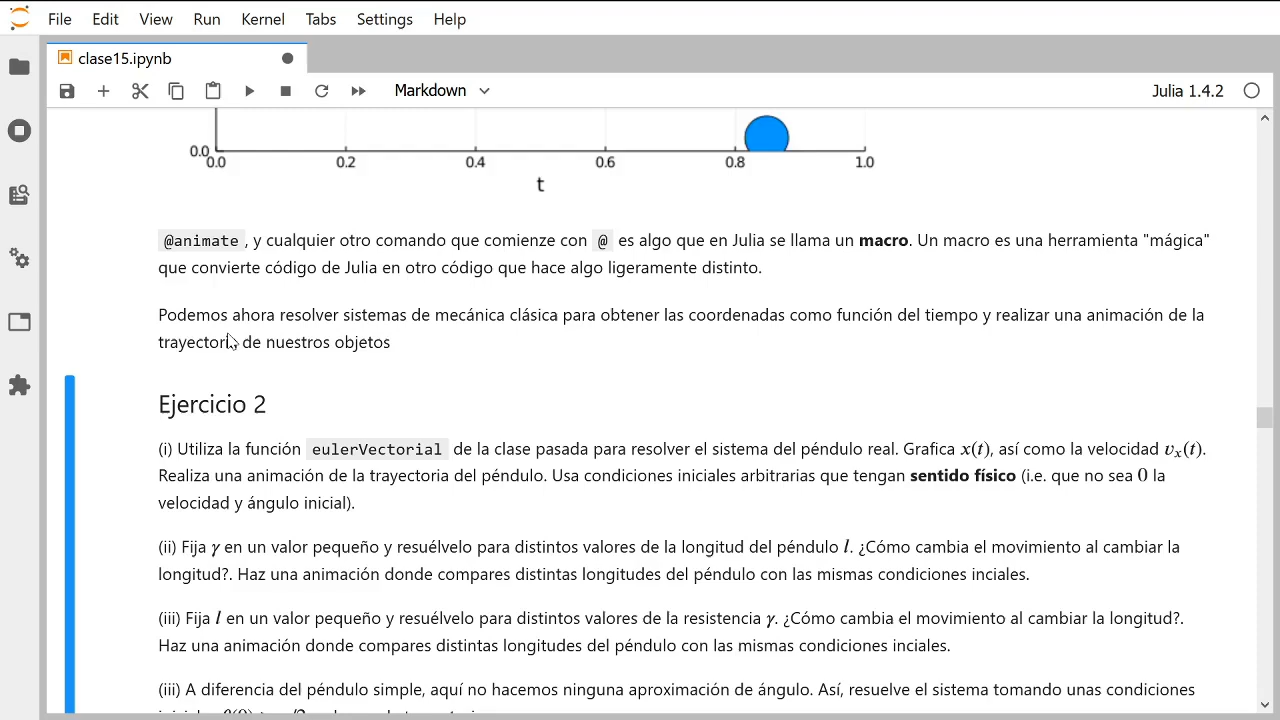 File Edit View Run Kernel Tabs Settings Help
clase15.ipynb
Markdown
Julia 1.4.2
0.0
0.0 0.2 0.4 0.6 0.8 1.0
t
@animate , y cualquier otro comando que comienze con @ es algo que en Julia se llama un macro. Un macro es una herramienta "mágica"
que convierte código de Julia en otro código que hace algo ligeramente distinto.
Podemos ahora resolver sistemas de mecánica clásica para obtener las coordenadas como función del tiempo y realizar una animación de la
trayectoria de nuestros objetos
Ejercicio 2
(i) Utiliza la función eulerVectorial de la clase pasada para resolver el sistema del péndulo real. Grafica x(t), así como la velocidad vₓ(t).
Realiza una animación de la trayectoria del péndulo. Usa condiciones iniciales arbitrarias que tengan sentido físico (i.e. que no sea 0 la
velocidad y ángulo inicial).
(ii) Fija γ en un valor pequeño y resuélvelo para distintos valores de la longitud del péndulo l. ¿Cómo cambia el movimiento al cambiar la
longitud?. Haz una animación donde compares distintas longitudes del péndulo con las mismas condiciones inciales.
(iii) Fija l en un valor pequeño y resuélvelo para distintos valores de la resistencia γ. ¿Cómo cambia el movimiento al cambiar la longitud?.
Haz una animación donde compares distintas longitudes del péndulo con las mismas condiciones inciales.
(iii) A diferencia del péndulo simple, aquí no hacemos ninguna aproximación de ángulo. Así, resuelve el sistema tomando unas condiciones